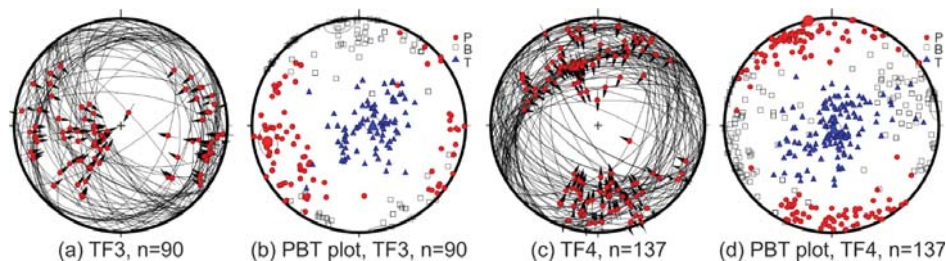 P
B
T
P
B
T
(a) TF3, n=90
(b) PBT plot, TF3, n=90
(c) TF4, n=137
(d) PBT plot, TF4, n=137